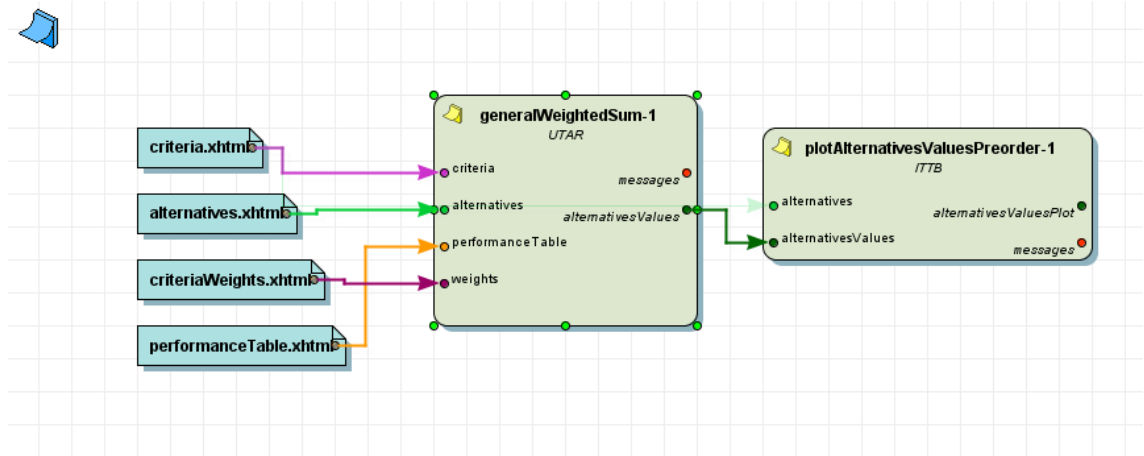 criteria.xhtml
alternatives.xhtml
criteriaWeights.xhtml
performanceTable.xhtml
generalWeightedSum-1
UTAR
criteria
messages
alternatives
alternativesValues
performanceTable
weights
plotAlternativesValuesPreorder-1
ITTB
alternatives
alternativesValuesPlot
alternativesValues
messages